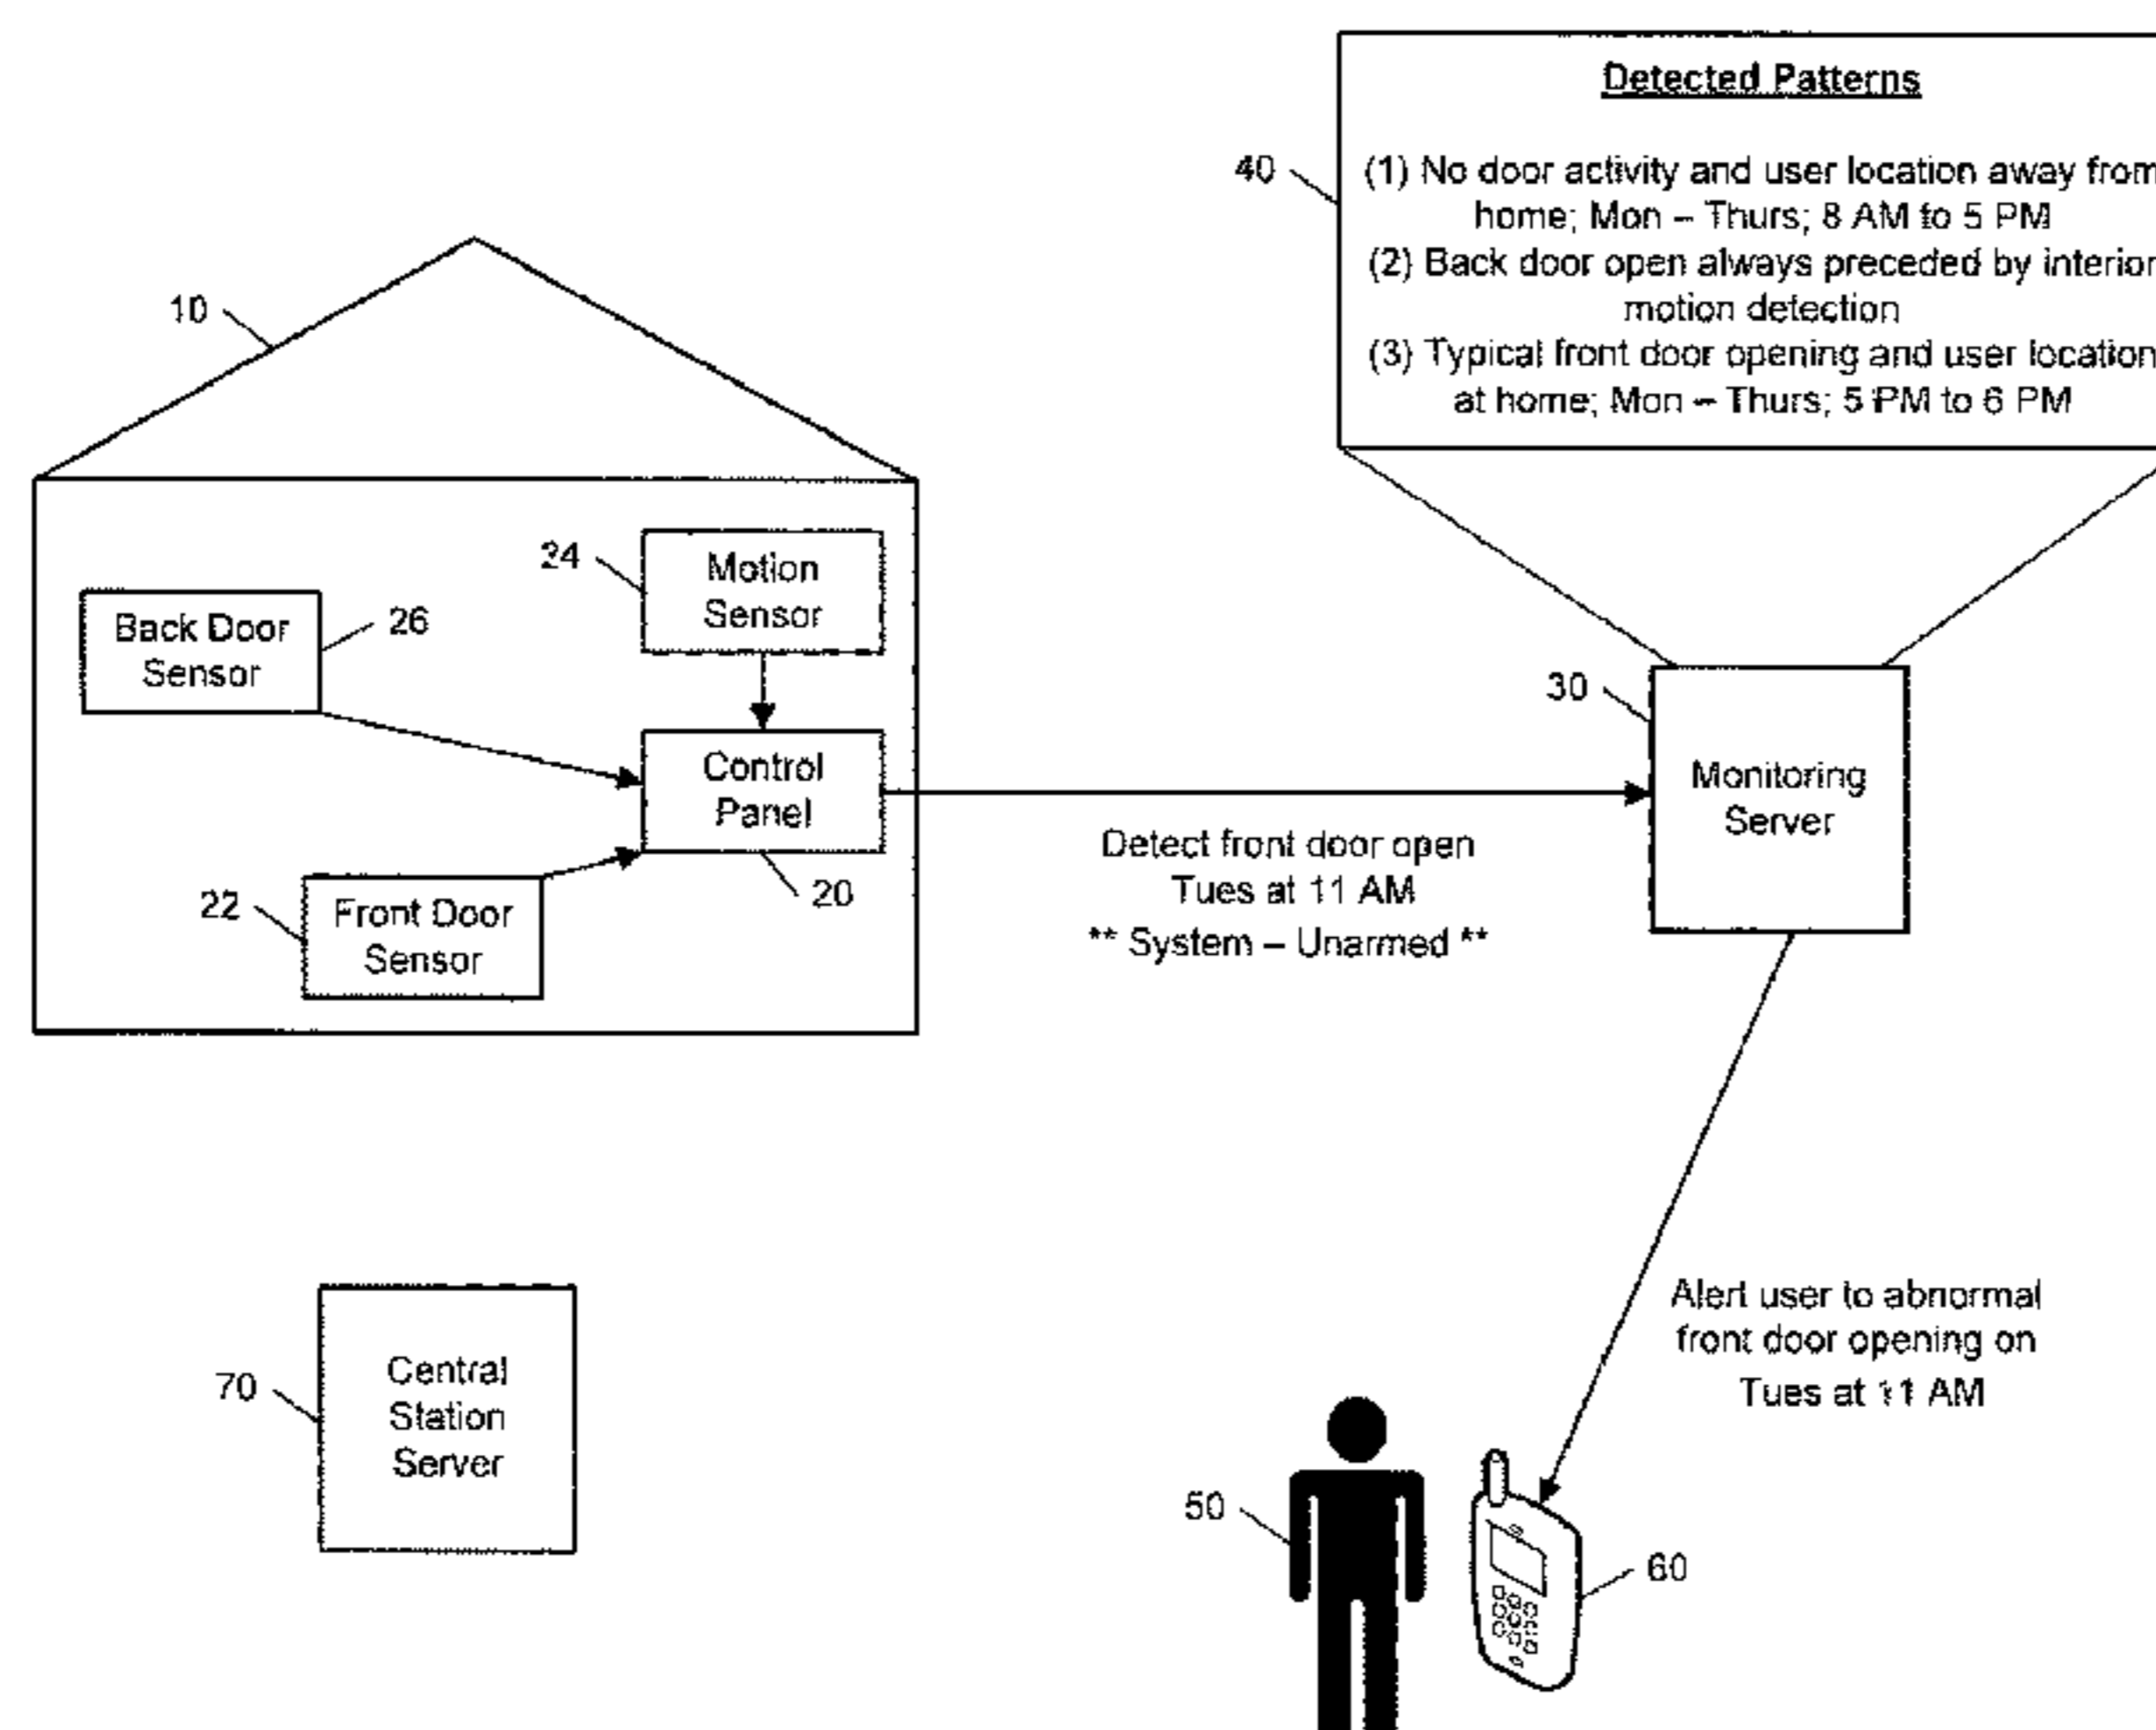 Detected Patterns
40
(1) No door activity and user location away from
home; Mon – Thurs; 8 AM to 5 PM
(2) Back door open always preceded by interior
motion detection
(3) Typical front door opening and user location
at home; Mon – Thurs; 5 PM to 6 PM
10
24
Motion
Sensor
Back Door
Sensor
26
Control
Panel
20
22
Front Door
Sensor
30
Monitoring
Server
Detect front door open
Tues at 11 AM
** System – Unarmed **
Alert user to abnormal
front door opening on
Tues at 11 AM
70
Central
Station
Server
50
60